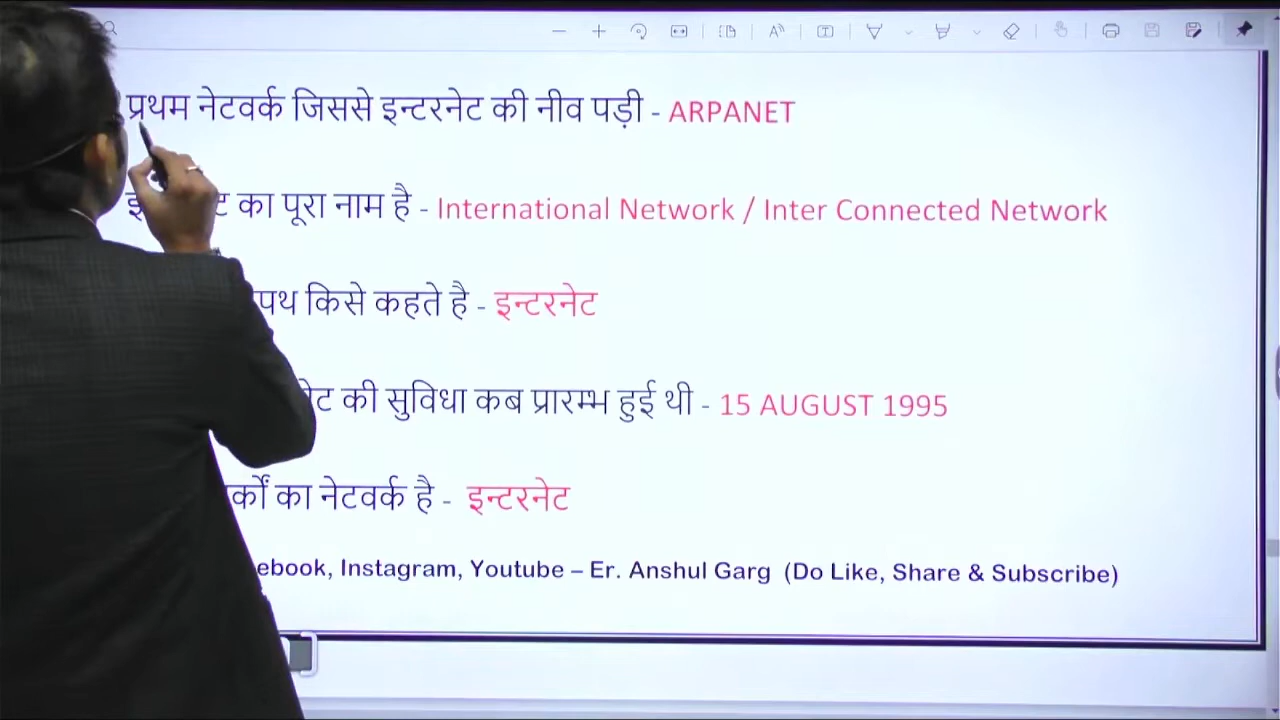 प्रथम नेटवर्क जिससे इन्टरनेट की नीव पड़ी - ARPANET
का पूरा नाम है - International Network / Inter Connected Network
पथ किसे कहते है - इन्टरनेट
की सुविधा कब प्रारम्भ हुई थी - 15 AUGUST 1995
का नेटवर्क है - इन्टरनेट
Instagram, Youtube – Er. Anshul Garg (Do Like, Share & Subscribe)